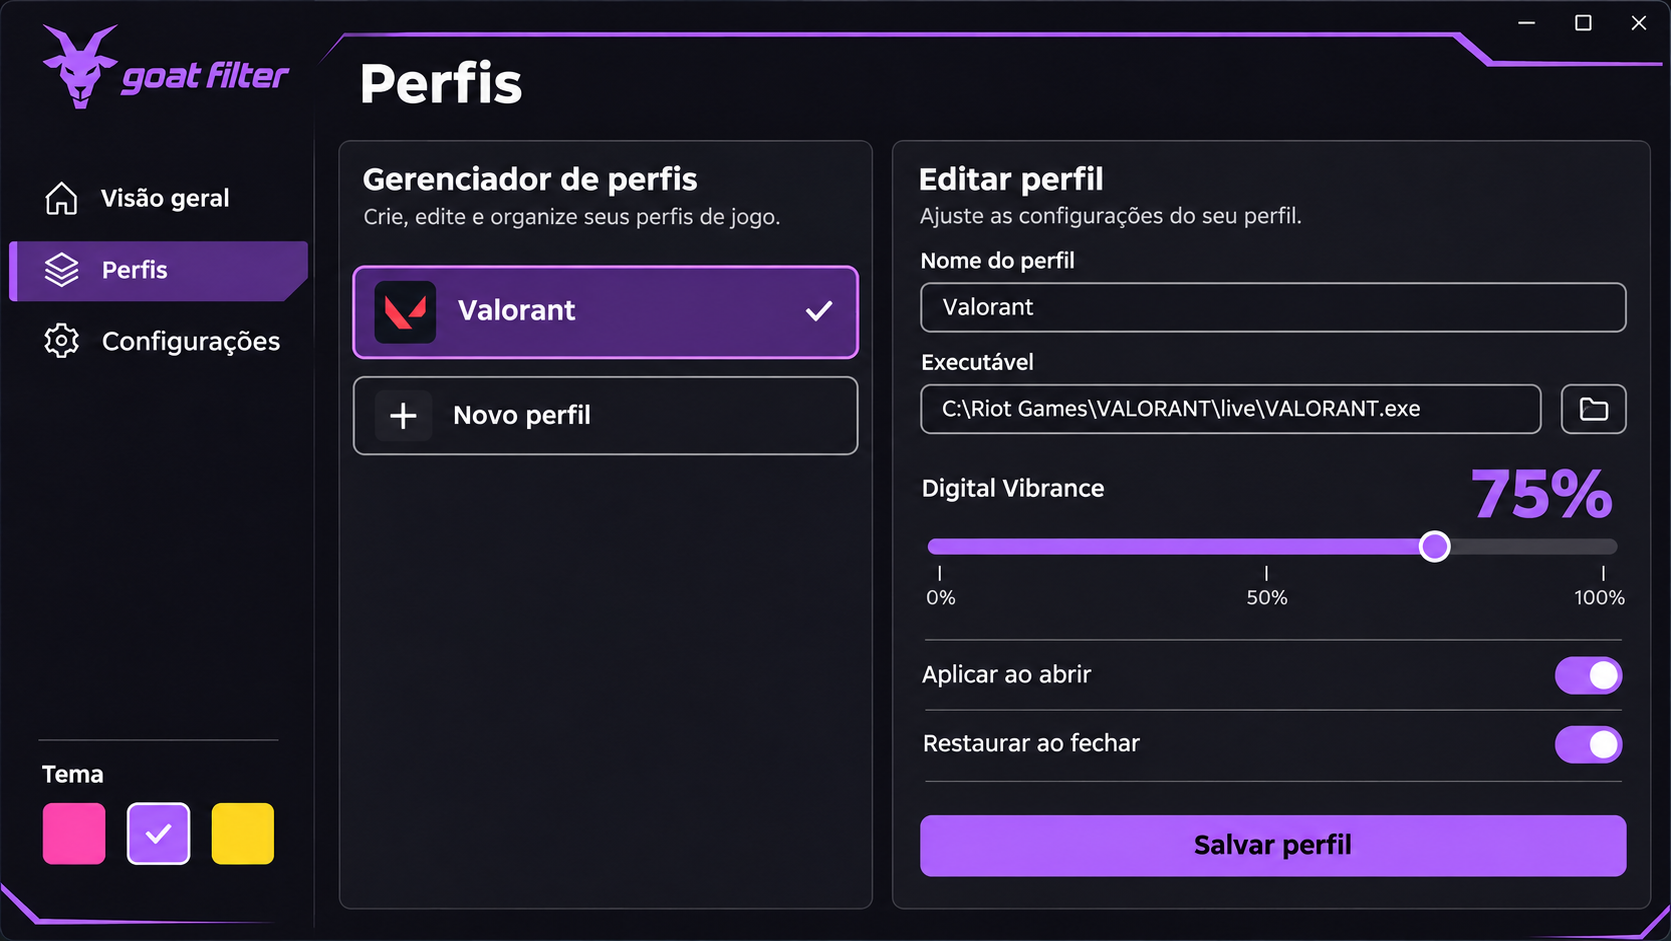 goat filter
Visão geral
Perfis
Configurações
Tema
Perfis
Gerenciador de perfis
Crie, edite e organize seus perfis de jogo.
Valorant
Novo perfil
Editar perfil
Ajuste as configurações do seu perfil.
Nome do perfil
Valorant
Executável
C:\Riot Games\VALORANT\live\VALORANT.exe
Digital Vibrance
75%
0% 50% 100%
Aplicar ao abrir
Restaurar ao fechar
Salvar perfil